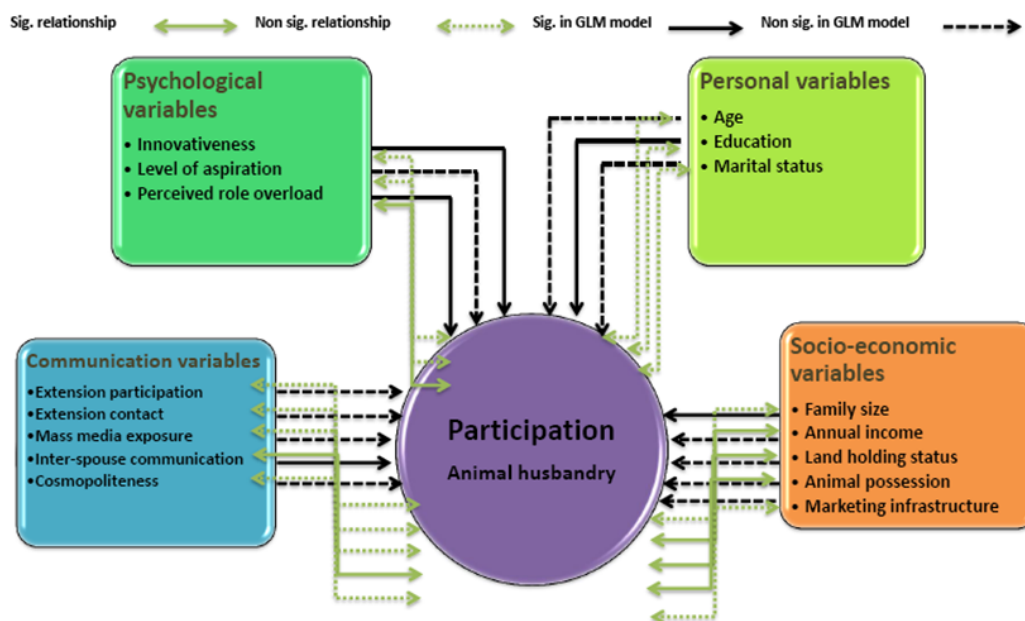 Sig. relationship Non sig. relationship Sig. in GLM model Non sig. in GLM model
Psychological
variables
• Innovativeness
• Level of aspiration
• Perceived role overload
Personal variables
• Age
• Education
• Marital status
Communication variables
•Extension participation
•Extension contact
•Mass media exposure
•Inter-spouse communication
•Cosmopoliteness
Participation
Animal husbandry
Socio-economic
variables
• Family size
• Annual income
• Land holding status
• Animal possession
• Marketing infrastructure